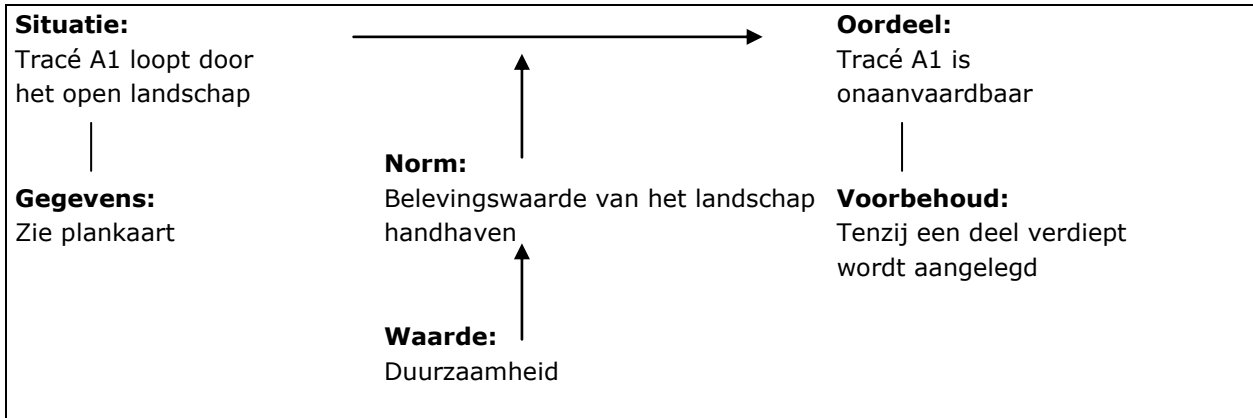 Situatie:
Tracé A1 loopt door
het open landschap
Gegevens:
Zie plankaart
Norm:
Belevingswaarde van het landschap
handhaven
Waarde:
Duurzaamheid
Oordeel:
Tracé A1 is
onaanvaardbaar
Voorbehoud:
Tenzij een deel verdiept
wordt aangelegd